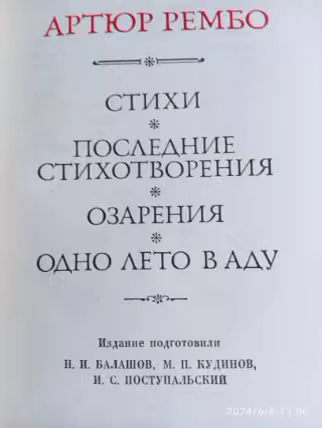 АРТЮР РЕМБО
СТИХИ
ПОСЛЕДНИЕ
СТИХОТВОРЕНИЯ
ОЗАРЕНИЯ
ОДНО ЛЕТО В АДУ
Издание подготовили
Н. И. БАЛАШОВ, М. П. КУДИНОВ,
И. С. ПОСТУПАЛЬСКИЙ